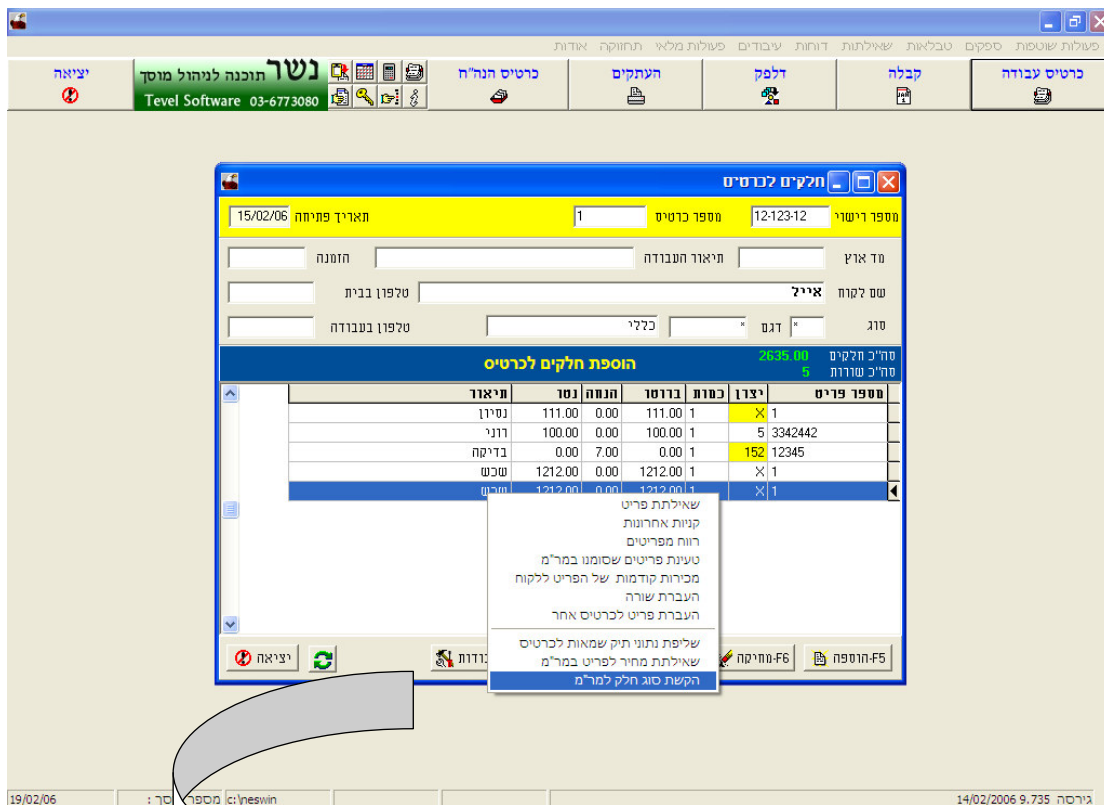 פעולות שוטפות ספקים טבלאות שאילתות דוחות עיבודים פעולות מלאי תחזוקה אודות
כרטיס עבודה קבלה דלפק העתקים כרטיס הנה"ח נשר תוכנה לניהול מוסך יציאה
Tevel Software 03-6773080
חלקים לכרטיס
מספר רישוי 12-123-12 מספר כרטיס 1 תאריך פתיחה 15/02/06
מד אוץ תיאור העבודה הזמנה
שם לקוח אייל טלפון בבית
סוג * דגם * כללי טלפון בעבודה
סה"כ חלקים 2635.00
הוספת חלקים לכרטיס
סה"כ שורות 5
מספר פריט יצרן כמות ברוטו הנחה נטו תיאור
1 X 1 111.00 0.00 111.00 נסיון
3342442 5 1 100.00 0.00 100.00 רוני
12345 152 1 0.00 7.00 0.00 בדיקה
1 X 1 1212.00 0.00 1212.00 שכש
1 X 1 1212.00 0.00 1212.00 שכש
שאילתת פריט
קניות אחרונות
רווח מפריטים
טעינת פריטים שסומנו במר"מ
מכירות קודמות של הפריט ללקוח
העברת שורה
העברת פריט לכרטיס אחר
שליפת נתוני תיק שמאות לכרטיס
שאילתת מחיר לפריט במר"מ
הקשת סוג חלק למר"מ
F5-הוספה F6-מחיקה יציאה
גירסה 9.735 14/02/2006 c:\neswin מספר 19/02/06